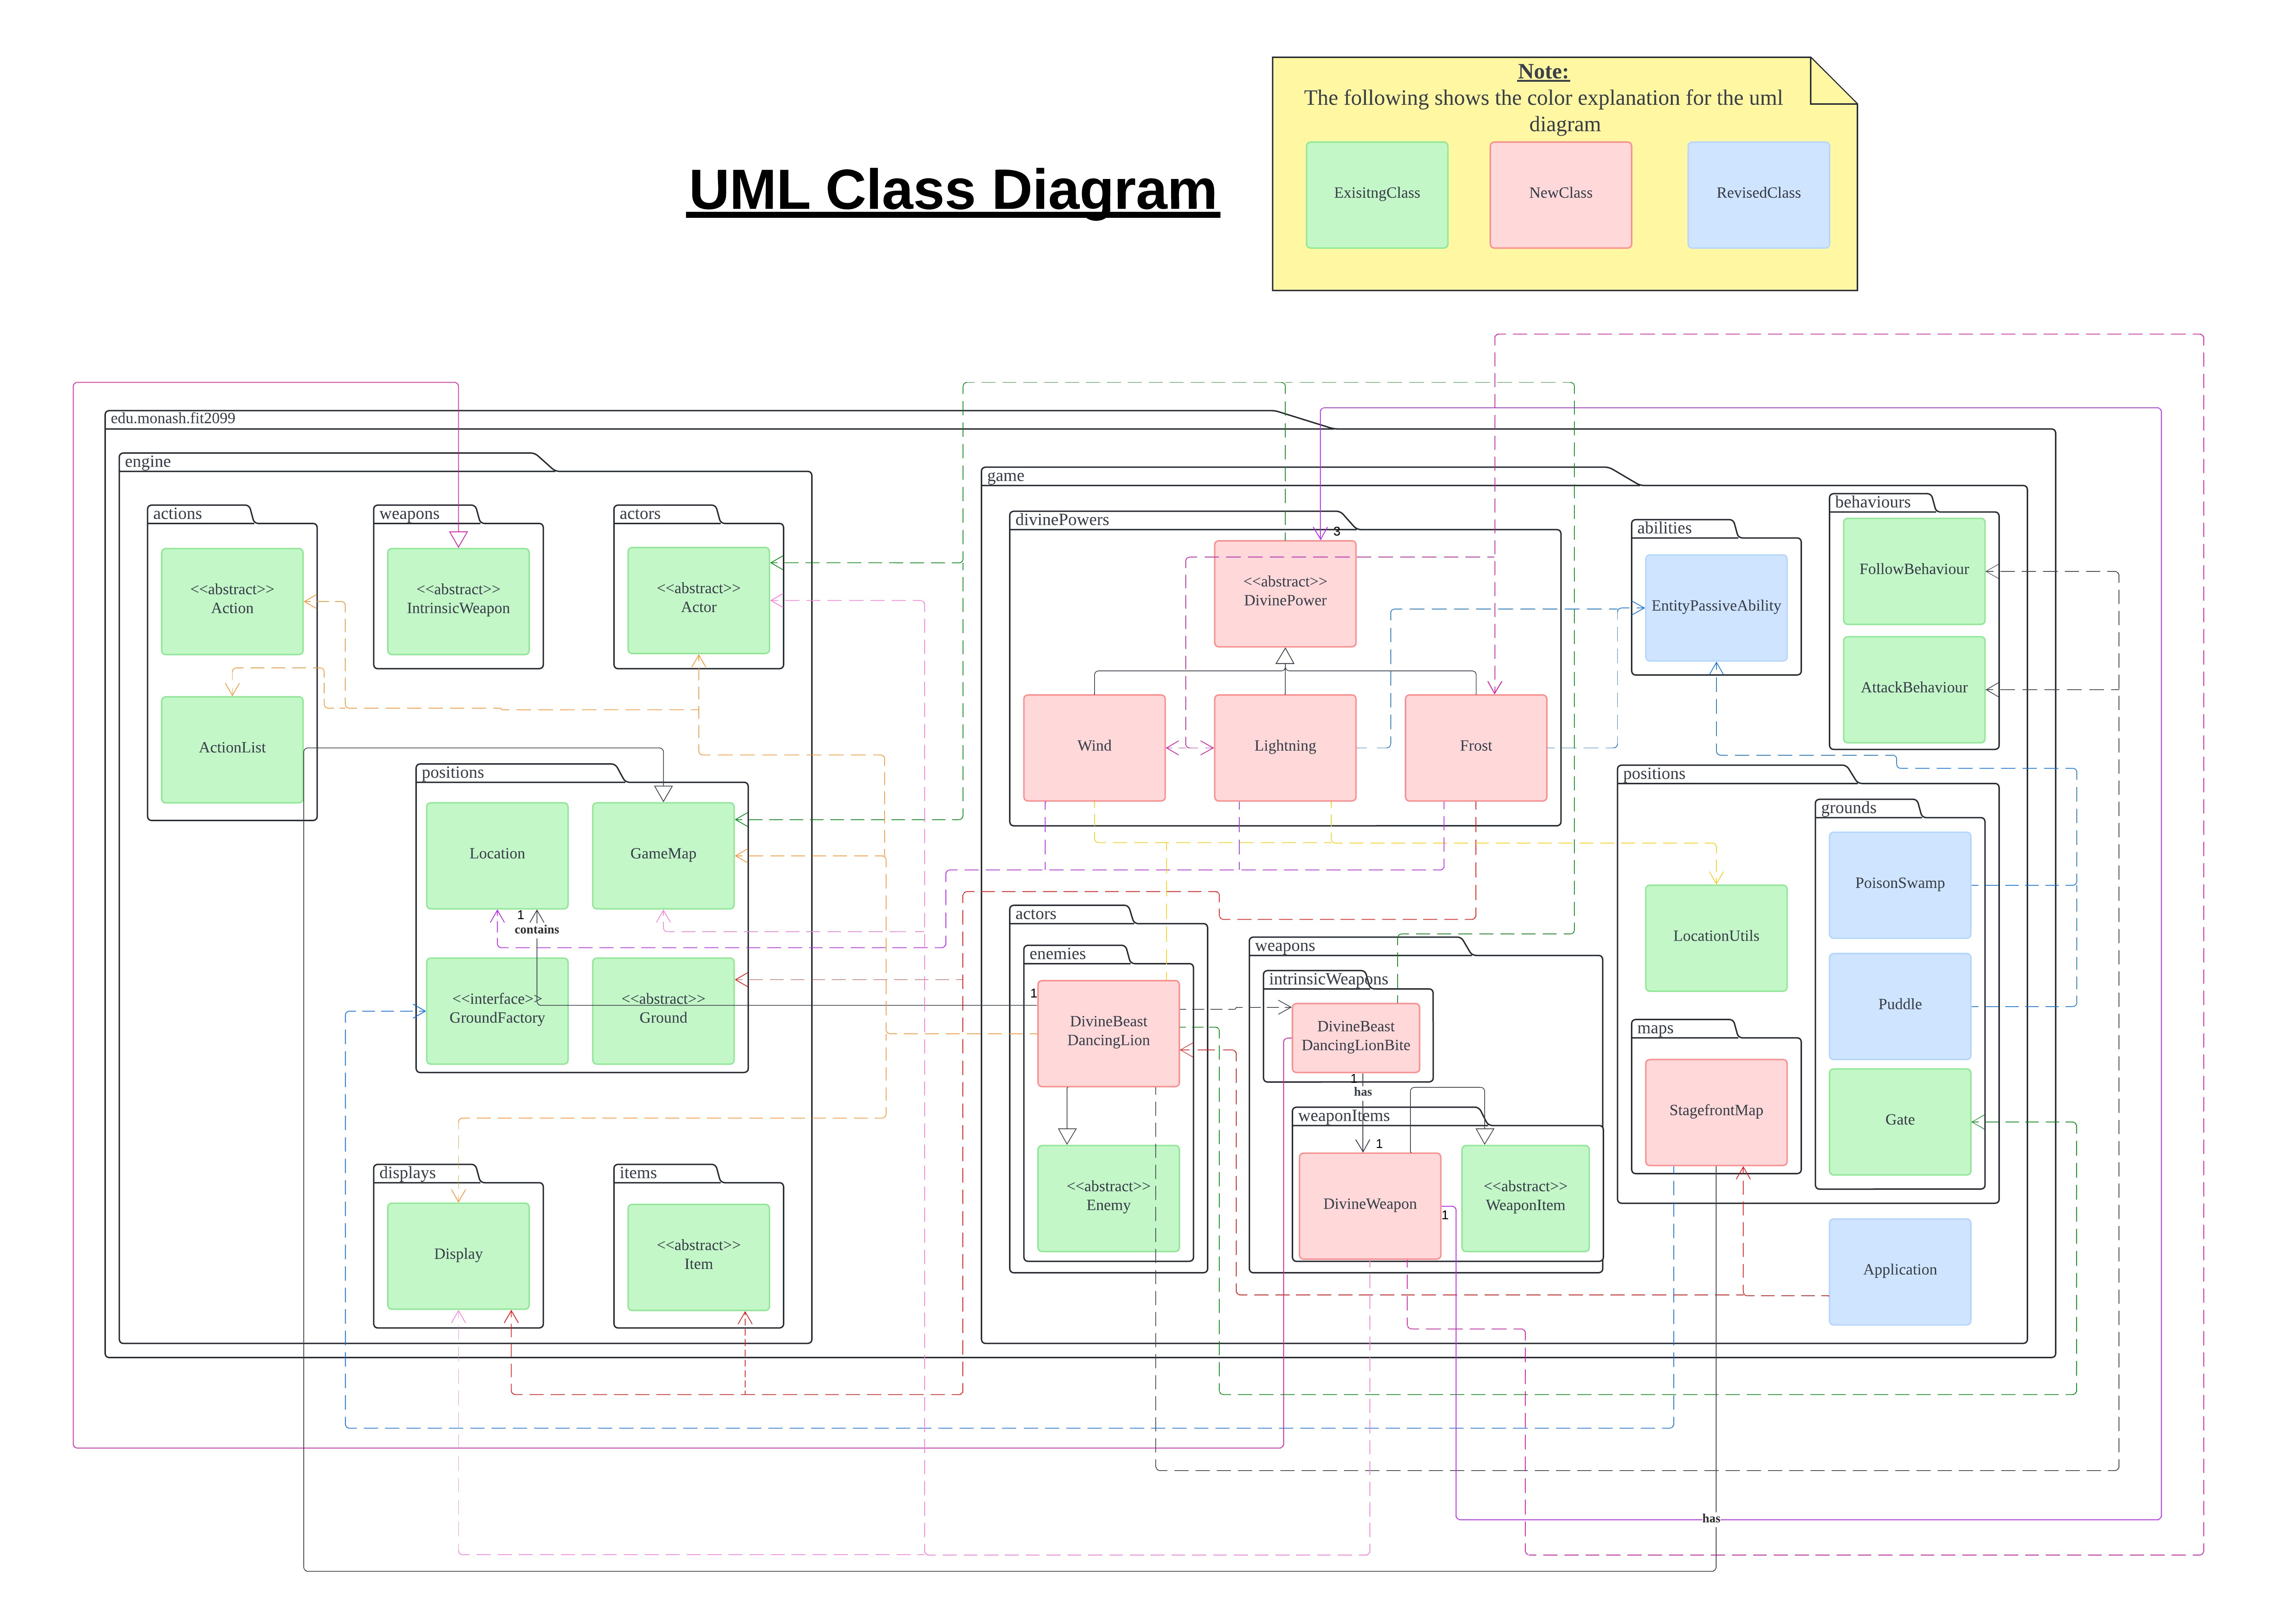 UML Class Diagram
Note:
The following shows the color explanation for the uml
diagram
ExisitngClass
NewClass
RevisedClass
edu.monash.fit2099
engine
actions
<<abstract>>
Action
ActionList
weapons
<<abstract>>
IntrinsicWeapon
actors
<<abstract>>
Actor
positions
Location
GameMap
1
contains
<<interface>>
GroundFactory
<<abstract>>
Ground
displays
Display
items
<<abstract>>
Item
game
divinePowers
3
<<abstract>>
DivinePower
Wind
Lightning
Frost
abilities
EntityPassiveAbility
behaviours
FollowBehaviour
AttackBehaviour
actors
enemies
1
DivineBeast
DancingLion
<<abstract>>
Enemy
weapons
intrinsicWeapons
DivineBeast
DancingLionBite
1
has
weaponItems
1
DivineWeapon
1
<<abstract>>
WeaponItem
positions
LocationUtils
grounds
PoisonSwamp
Puddle
Gate
maps
StagefrontMap
Application
has